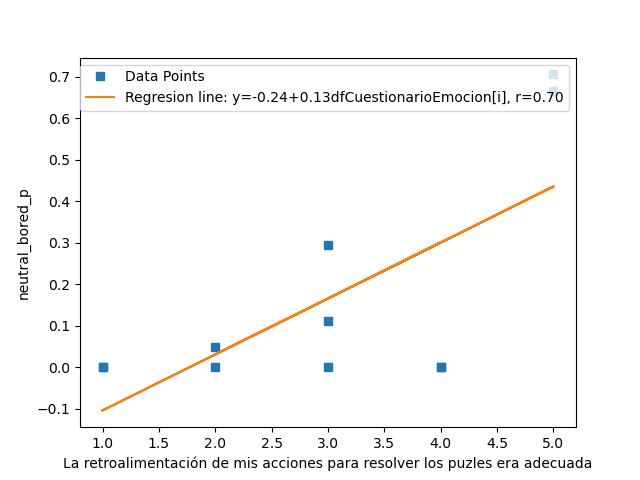 Data Points
Regresion line: y=-0.24+0.13dfCuestionarioEmocion[i], r=0.70
0.7
0.6
0.5
0.4
0.3
0.2
0.1
0.0
−0.1
neutral_bored_p
1.0 1.5 2.0 2.5 3.0 3.5 4.0 4.5 5.0
La retroalimentación de mis acciones para resolver los puzles era adecuada